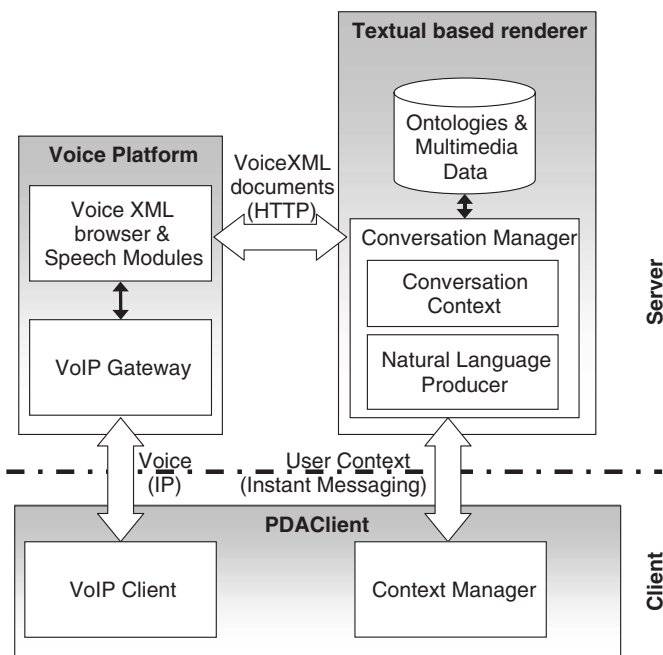 Textual based renderer
Ontologies &
Multimedia
Data
Voice Platform
VoiceXML
documents
(HTTP)
Voice XML
browser &
Speech Modules
Conversation Manager
Conversation
Context
Natural Language
Producer
VoIP Gateway
Server
Voice
(IP)
User Context
(Instant Messaging)
PDAClient
VoIP Client
Context Manager
Client